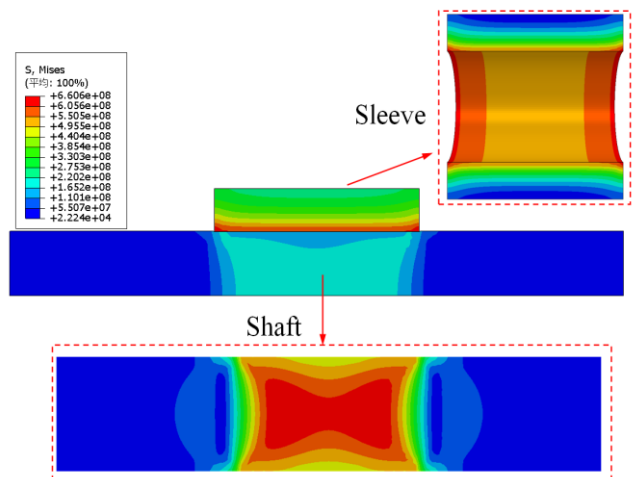 S, Mises
(平均: 100%)
+6.606e+08
+6.056e+08
+5.505e+08
+4.955e+08
+4.404e+08
+3.854e+08
+3.303e+08
+2.753e+08
+2.202e+08
+1.652e+08
+1.101e+08
+5.507e+07
+2.224e+04
Sleeve
Shaft